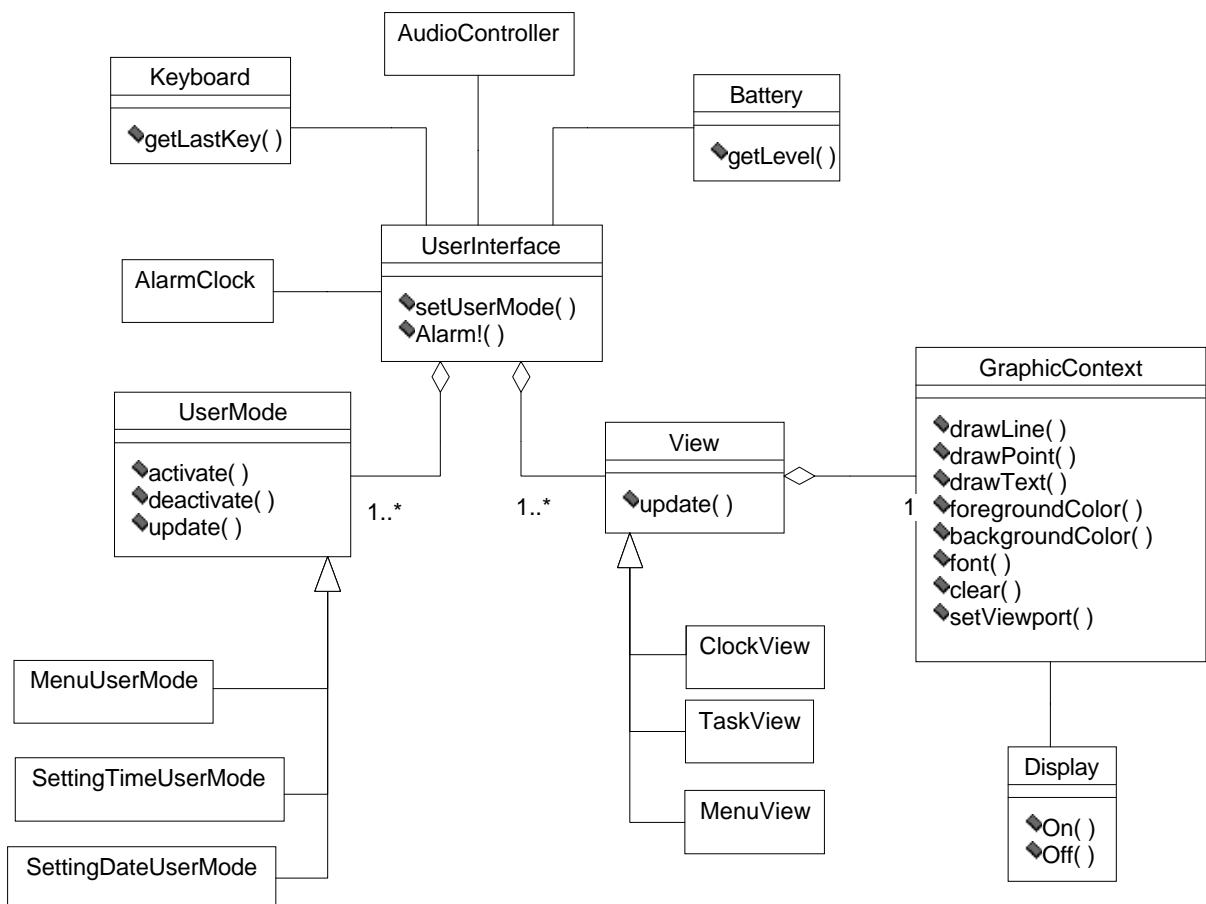 AudioController
Keyboard
getLastKey( )
Battery
getLevel( )
UserInterface
setUserMode( )
Alarm!( )
AlarmClock
UserMode
activate( )
deactivate( )
update( )
1..*
1..*
View
update( )
1
GraphicContext
drawLine( )
drawPoint( )
drawText( )
foregroundColor( )
backgroundColor( )
font( )
clear( )
setViewport( )
MenuUserMode
SettingTimeUserMode
SettingDateUserMode
ClockView
TaskView
MenuView
Display
On( )
Off( )